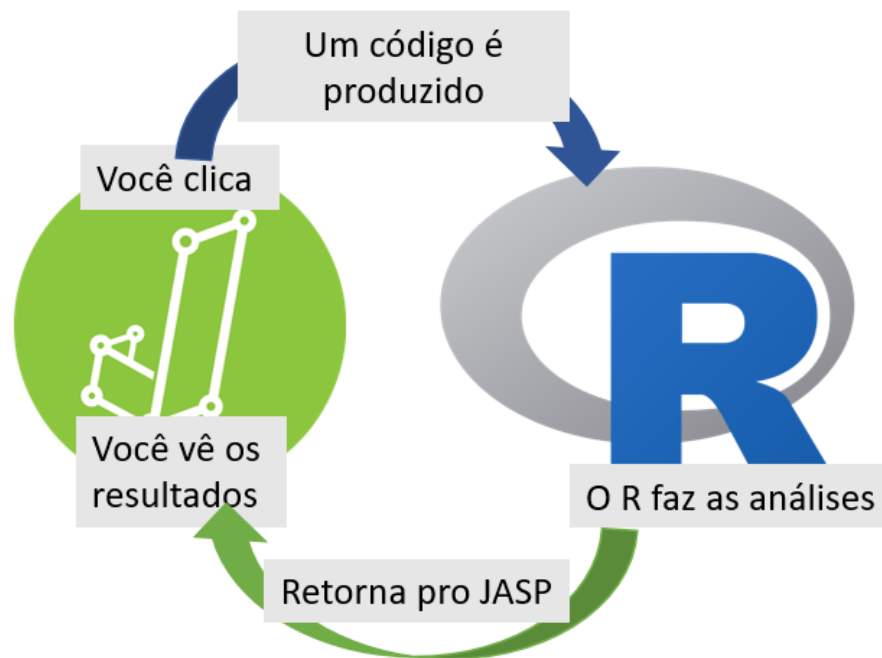 Um código é
produzido
Você clica
R
Você vê os
resultados
O R faz as análises
Retorna pro JASP